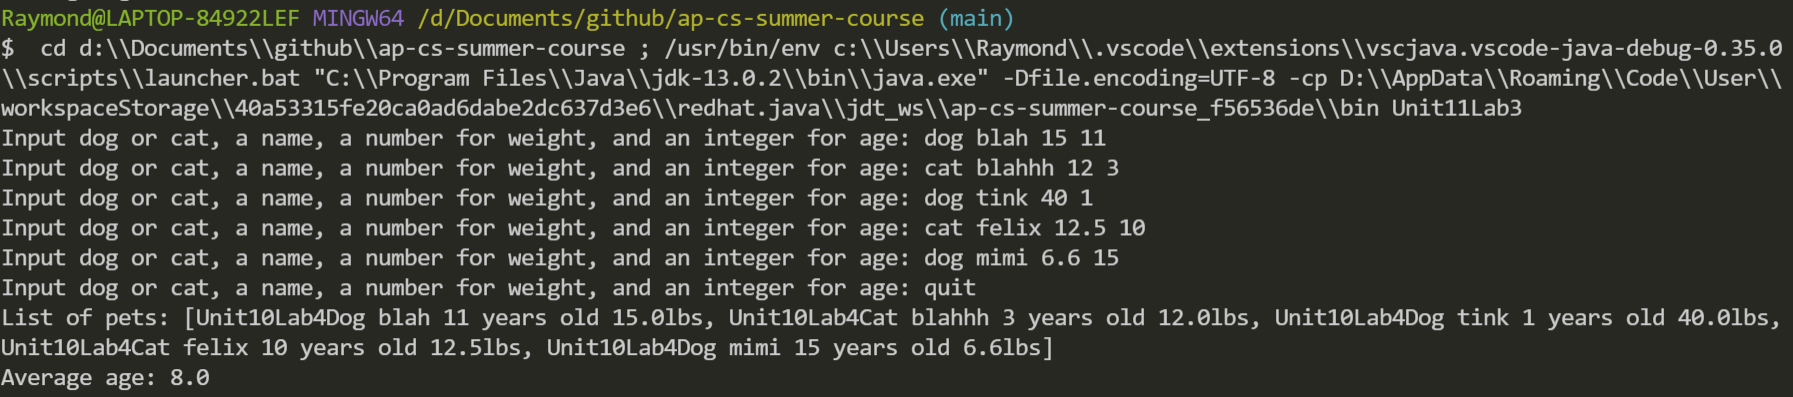 Raymond@LAPTOP-84922LEF MINGW64 /d/Documents/github/ap-cs-summer-course (main)
$  cd d:\\Documents\\github\\ap-cs-summer-course ; /usr/bin/env c:\\Users\\Raymond\\.vscode\\extensions\\vscjava.vscode-java-debug-0.35.0
\\scripts\\launcher.bat "C:\\Program Files\\Java\\jdk-13.0.2\\bin\\java.exe" -Dfile.encoding=UTF-8 -cp D:\\AppData\\Roaming\\Code\\User\\
workspaceStorage\\40a53315fe20ca0ad6dabe2dc637d3e6\\redhat.java\\jdt_ws\\ap-cs-summer-course_f56536de\\bin Unit11Lab3
Input dog or cat, a name, a number for weight, and an integer for age: dog blah 15 11
Input dog or cat, a name, a number for weight, and an integer for age: cat blahhh 12 3
Input dog or cat, a name, a number for weight, and an integer for age: dog tink 40 1
Input dog or cat, a name, a number for weight, and an integer for age: cat felix 12.5 10
Input dog or cat, a name, a number for weight, and an integer for age: dog mimi 6.6 15
Input dog or cat, a name, a number for weight, and an integer for age: quit
List of pets: [Unit10Lab4Dog blah 11 years old 15.0lbs, Unit10Lab4Cat blahhh 3 years old 12.0lbs, Unit10Lab4Dog tink 1 years old 40.0lbs,
Unit10Lab4Cat felix 10 years old 12.5lbs, Unit10Lab4Dog mimi 15 years old 6.6lbs]
Average age: 8.0